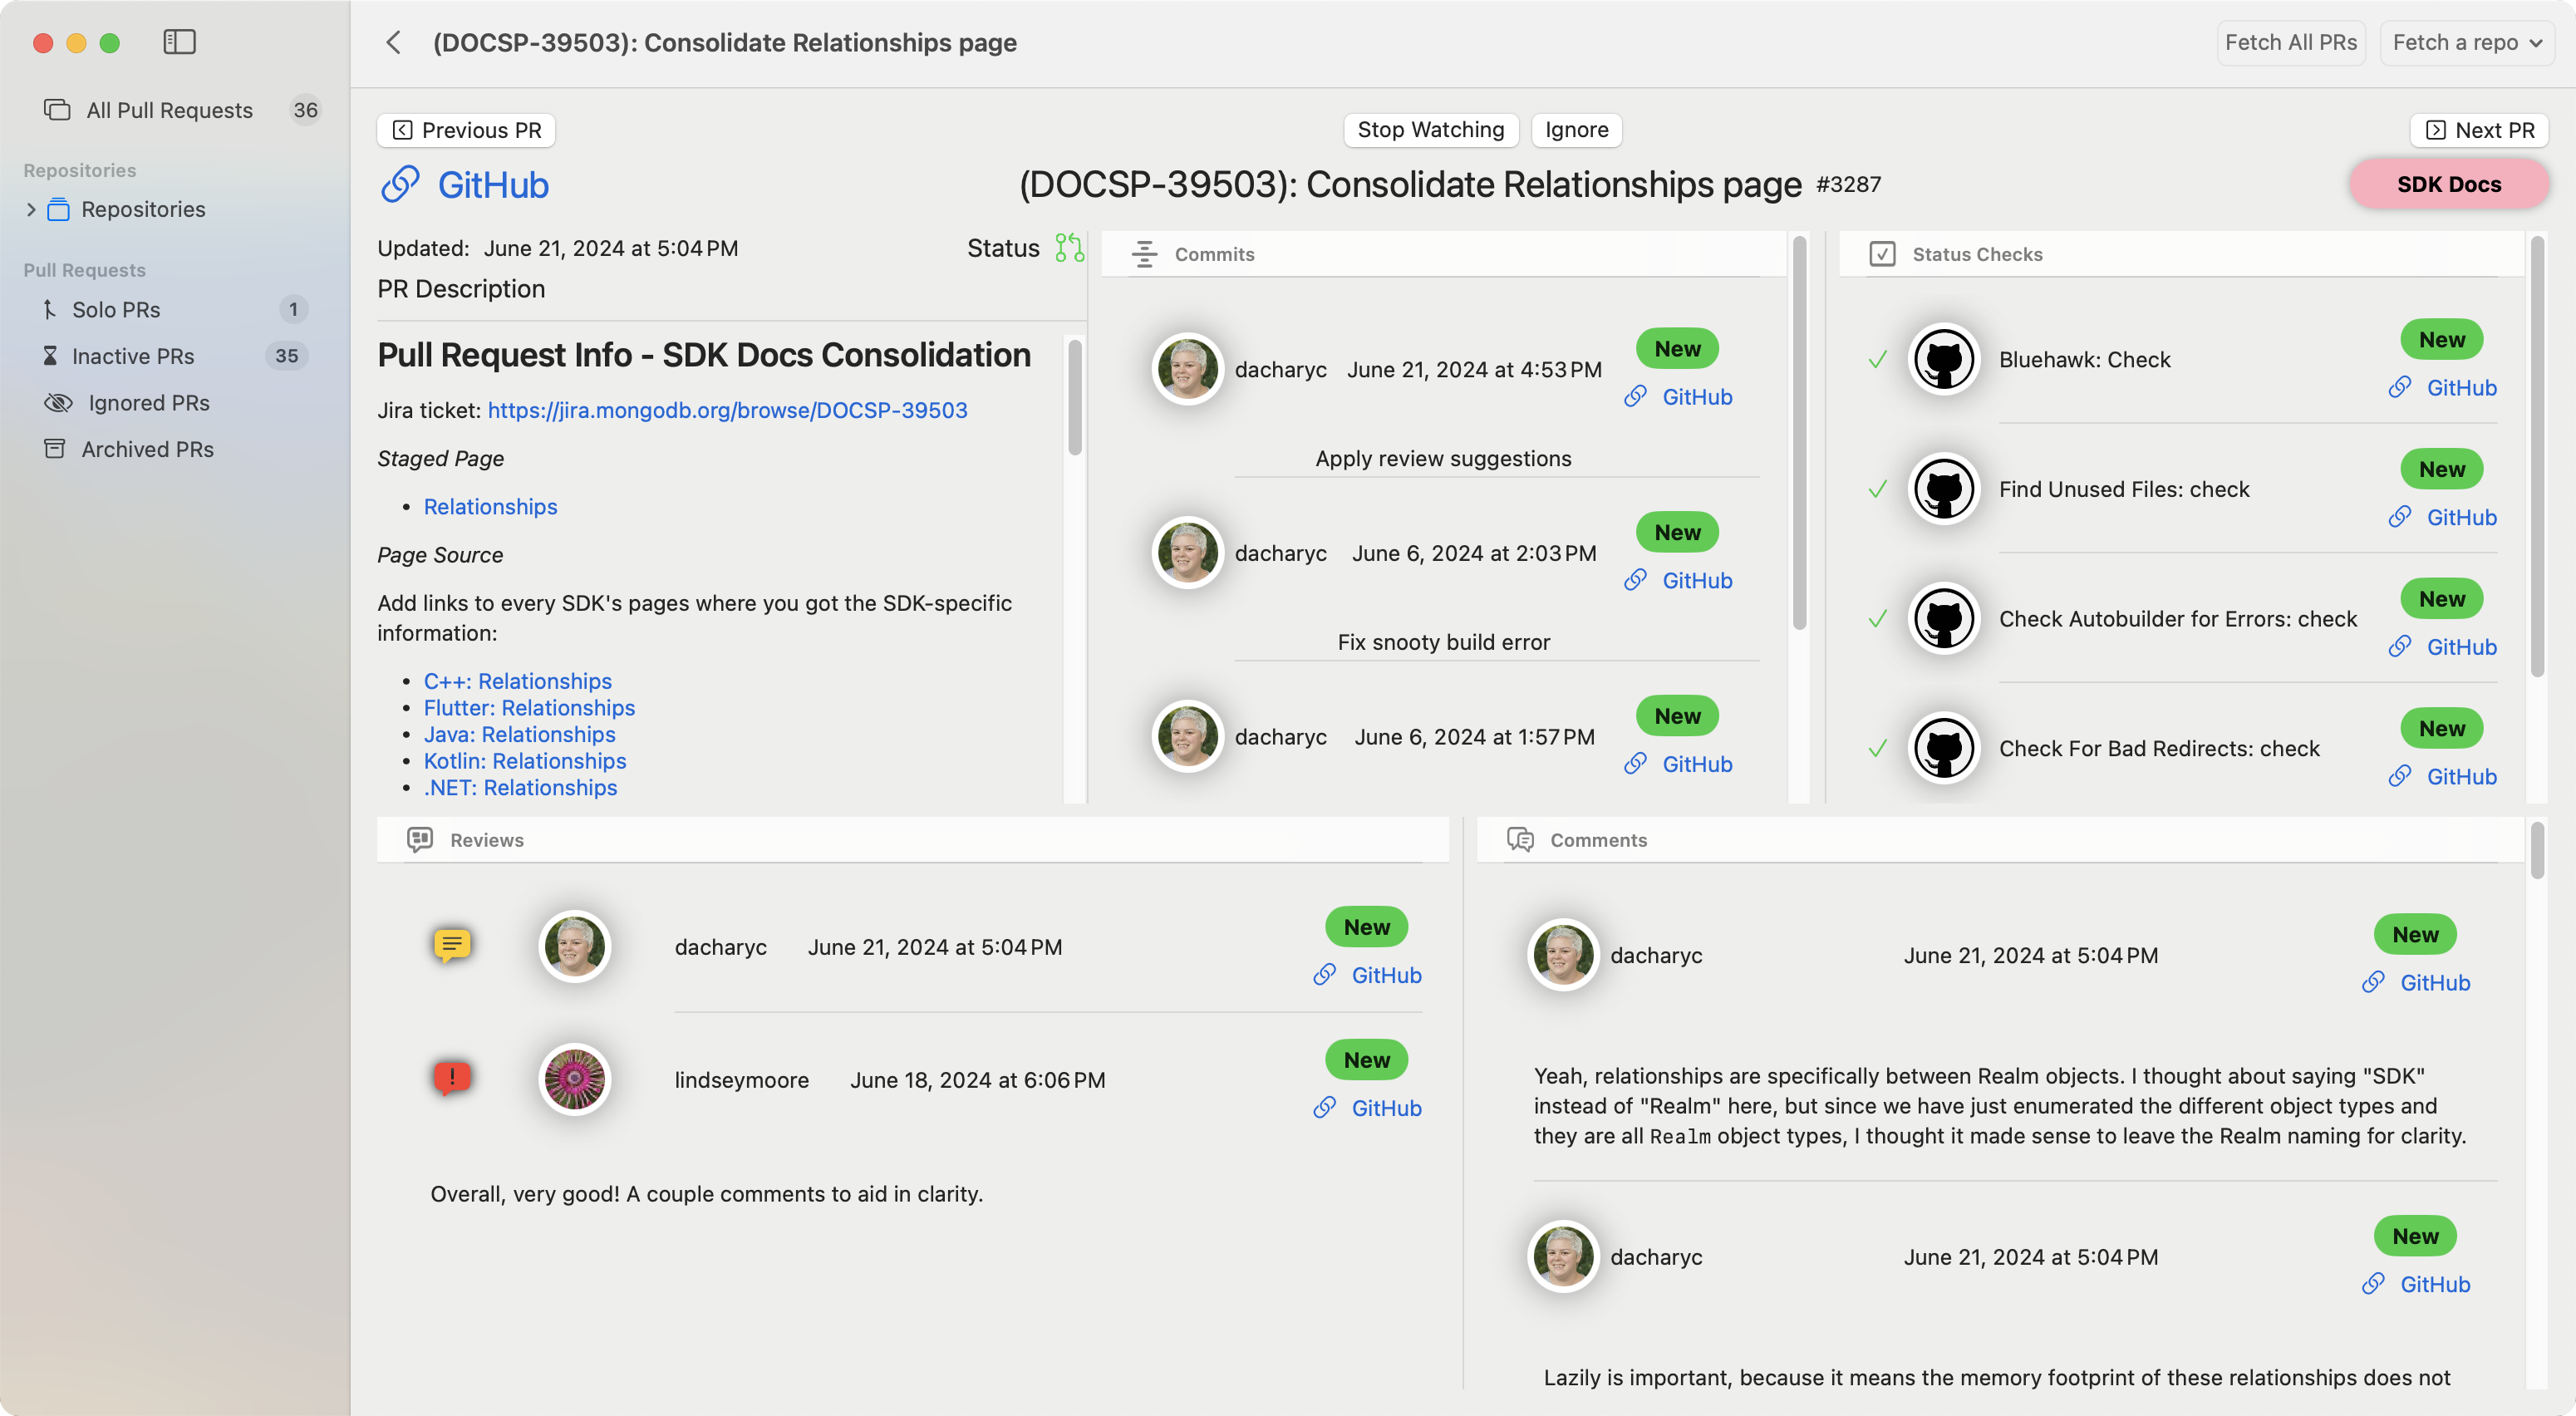 (DOCSP-39503): Consolidate Relationships page
Fetch All PRs
Fetch a repo
All Pull Requests 36
Repositories
Repositories
Pull Requests
Solo PRs 1
Inactive PRs 35
Ignored PRs
Archived PRs
Previous PR
Stop Watching
Ignore
Next PR
GitHub
(DOCSP-39503): Consolidate Relationships page #3287
SDK Docs
Updated: June 21, 2024 at 5:04 PM
Status
PR Description
Pull Request Info - SDK Docs Consolidation
Jira ticket: https://jira.mongodb.org/browse/DOCSP-39503
Staged Page
• Relationships
Page Source
Add links to every SDK's pages where you got the SDK-specific
information:
• C++: Relationships
• Flutter: Relationships
• Java: Relationships
• Kotlin: Relationships
• .NET: Relationships
Commits
dacharyc June 21, 2024 at 4:53 PM
New
GitHub
Apply review suggestions
dacharyc June 6, 2024 at 2:03 PM
New
GitHub
Fix snooty build error
dacharyc June 6, 2024 at 1:57 PM
New
GitHub
Status Checks
Bluehawk: Check
New
GitHub
Find Unused Files: check
New
GitHub
Check Autobuilder for Errors: check
New
GitHub
Check For Bad Redirects: check
New
GitHub
Reviews
dacharyc June 21, 2024 at 5:04 PM
New
GitHub
lindseymoore June 18, 2024 at 6:06 PM
New
GitHub
Overall, very good! A couple comments to aid in clarity.
Comments
dacharyc June 21, 2024 at 5:04 PM
New
GitHub
Yeah, relationships are specifically between Realm objects. I thought about saying "SDK"
instead of "Realm" here, but since we have just enumerated the different object types and
they are all Realm object types, I thought it made sense to leave the Realm naming for clarity.
dacharyc June 21, 2024 at 5:04 PM
New
GitHub
Lazily is important, because it means the memory footprint of these relationships does not